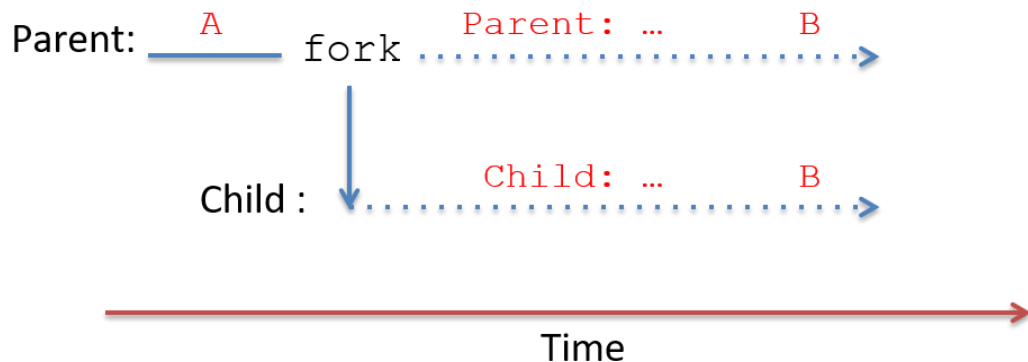 Parent: A fork Parent: … B
Child : Child: … B
Time